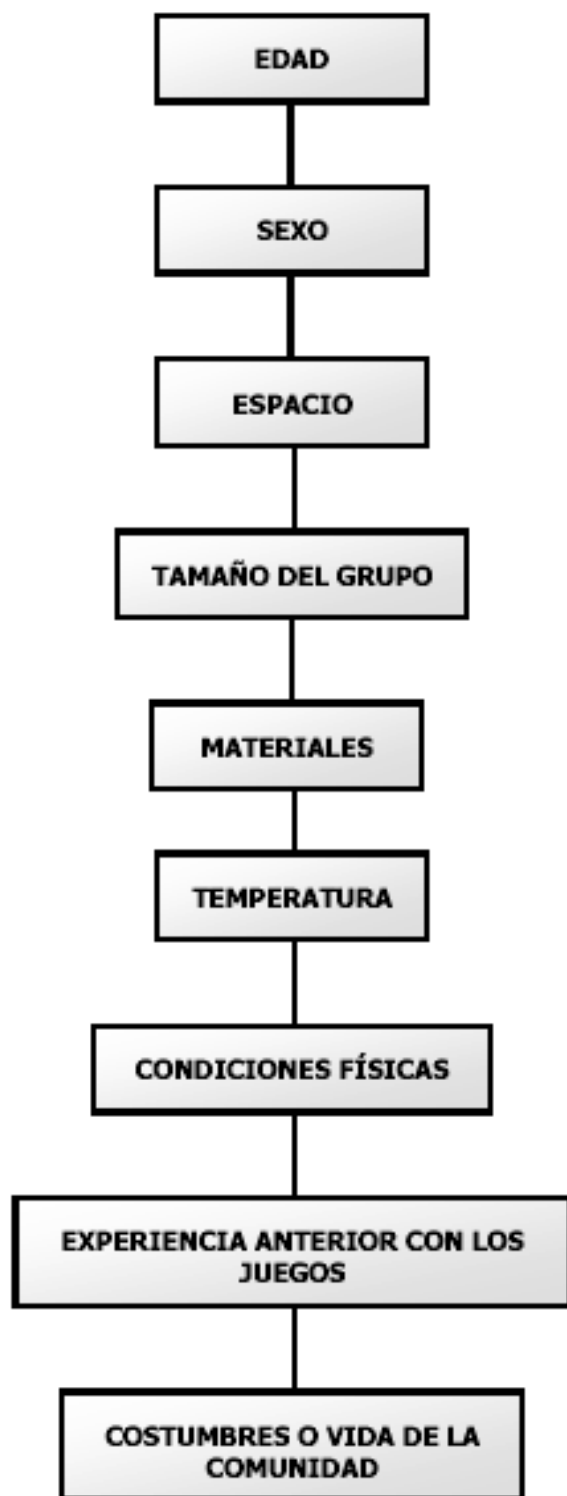 EDAD
SEXO
ESPACIO
TAMAÑO DEL GRUPO
MATERIALES
TEMPERATURA
CONDICIONES FÍSICAS
EXPERIENCIA ANTERIOR CON LOS
JUEGOS
COSTUMBRES O VIDA DE LA
COMUNIDAD